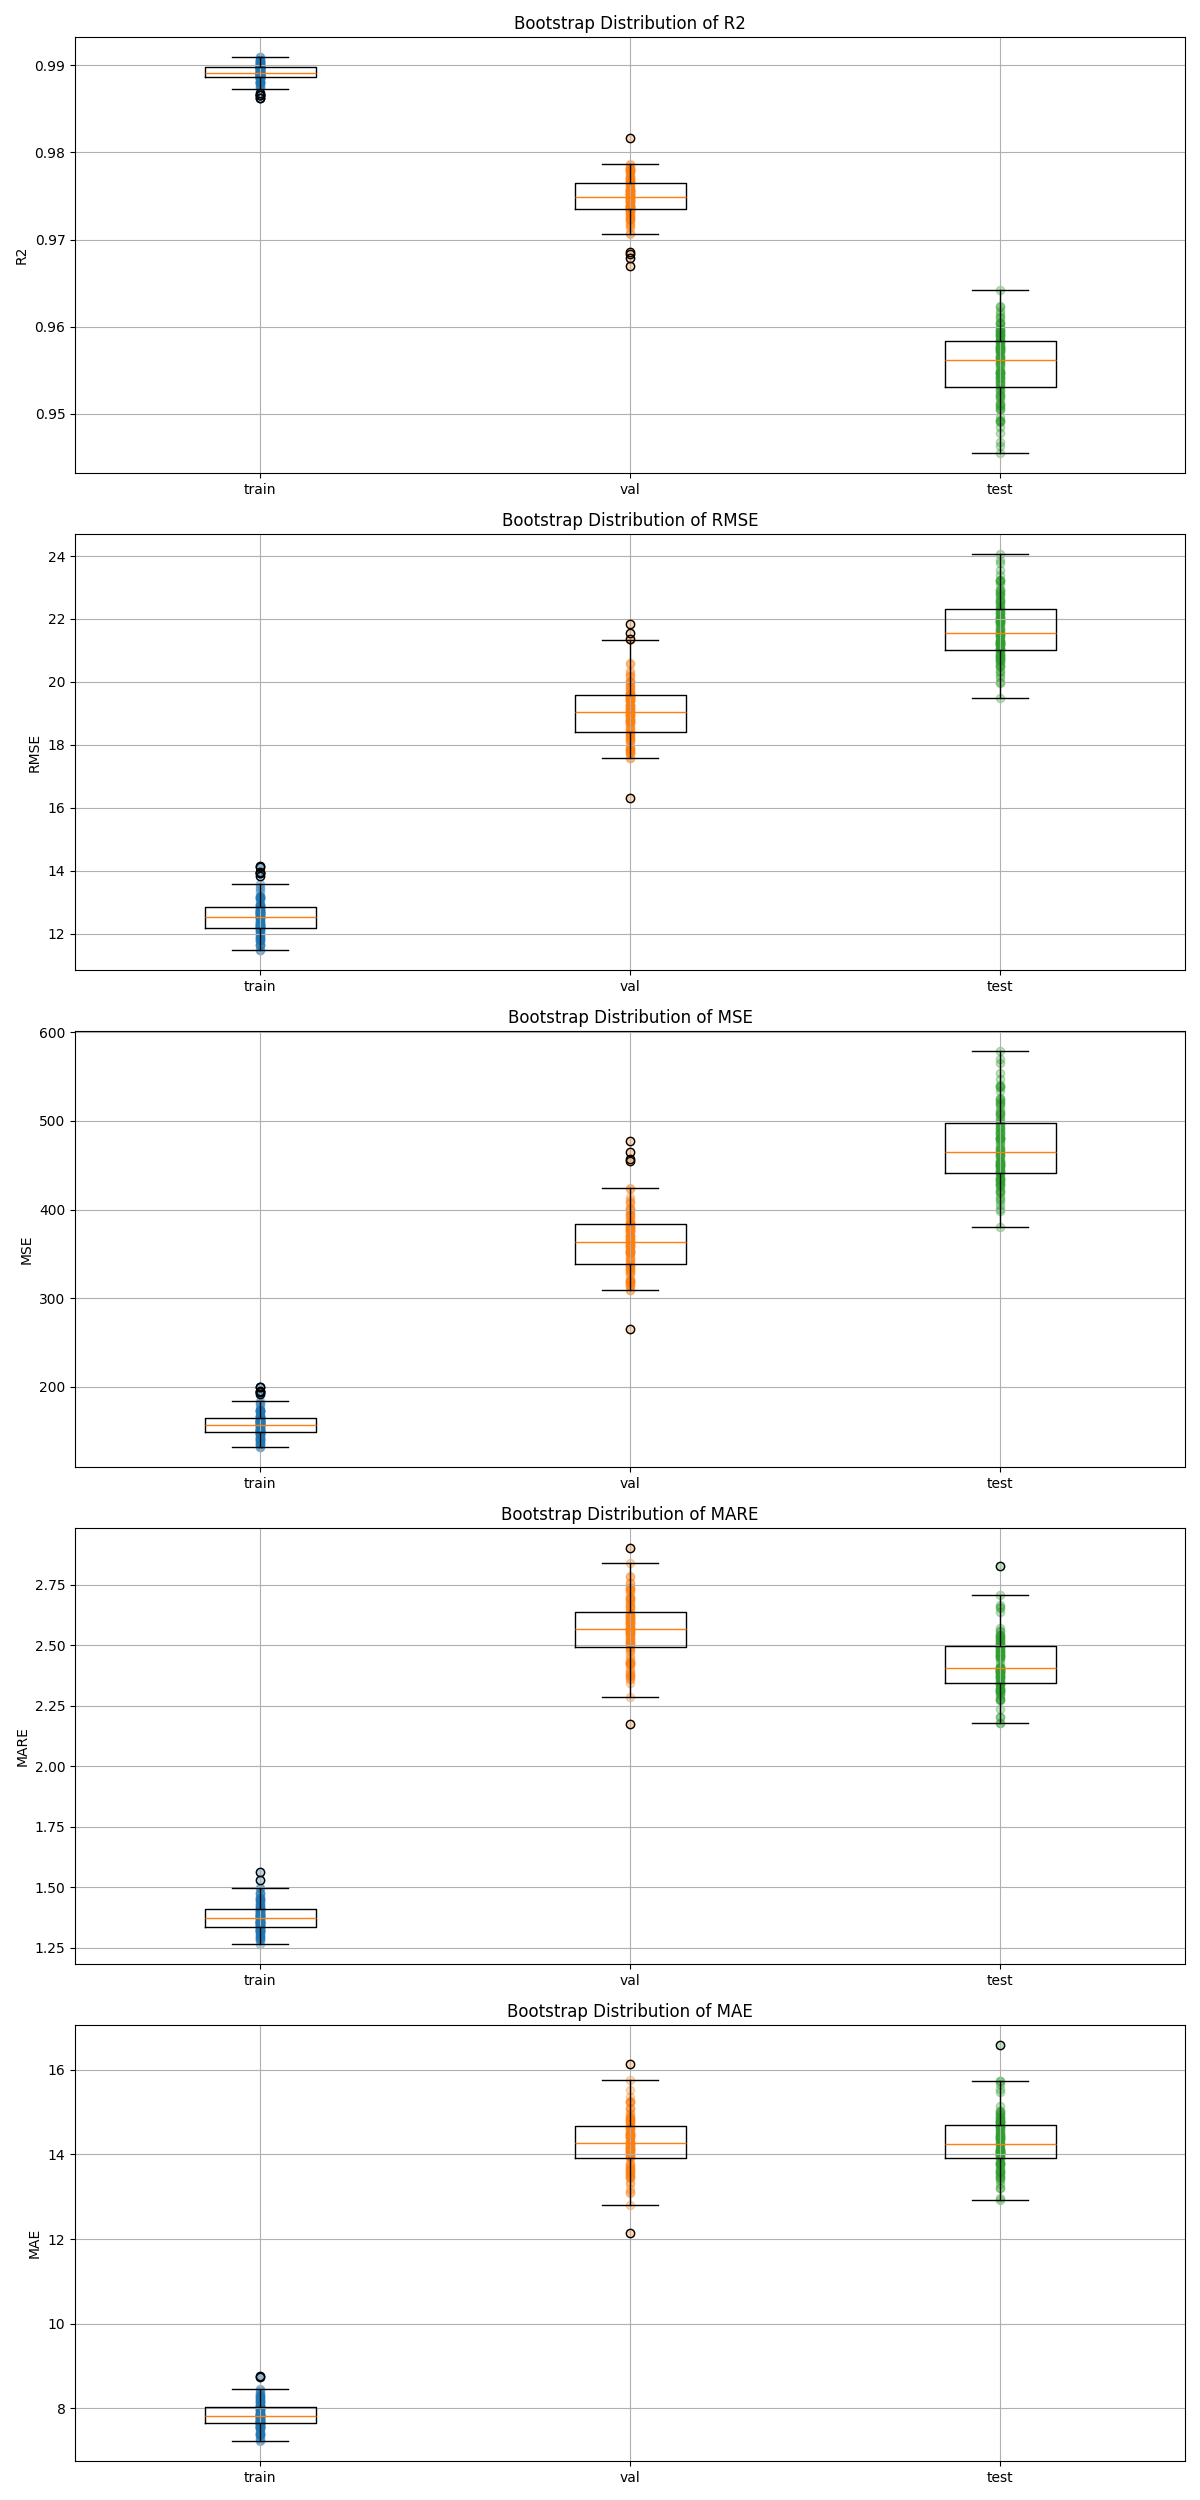 Bootstrap Distribution of R2
0.99
0.98
0.97
0.96
0.95
R2
train val test
Bootstrap Distribution of RMSE
24
22
20
18
16
14
12
RMSE
train val test
Bootstrap Distribution of MSE
600
500
400
300
200
MSE
train val test
Bootstrap Distribution of MARE
2.75
2.50
2.25
2.00
1.75
1.50
1.25
MARE
train val test
Bootstrap Distribution of MAE
16
14
12
10
8
MAE
train val test